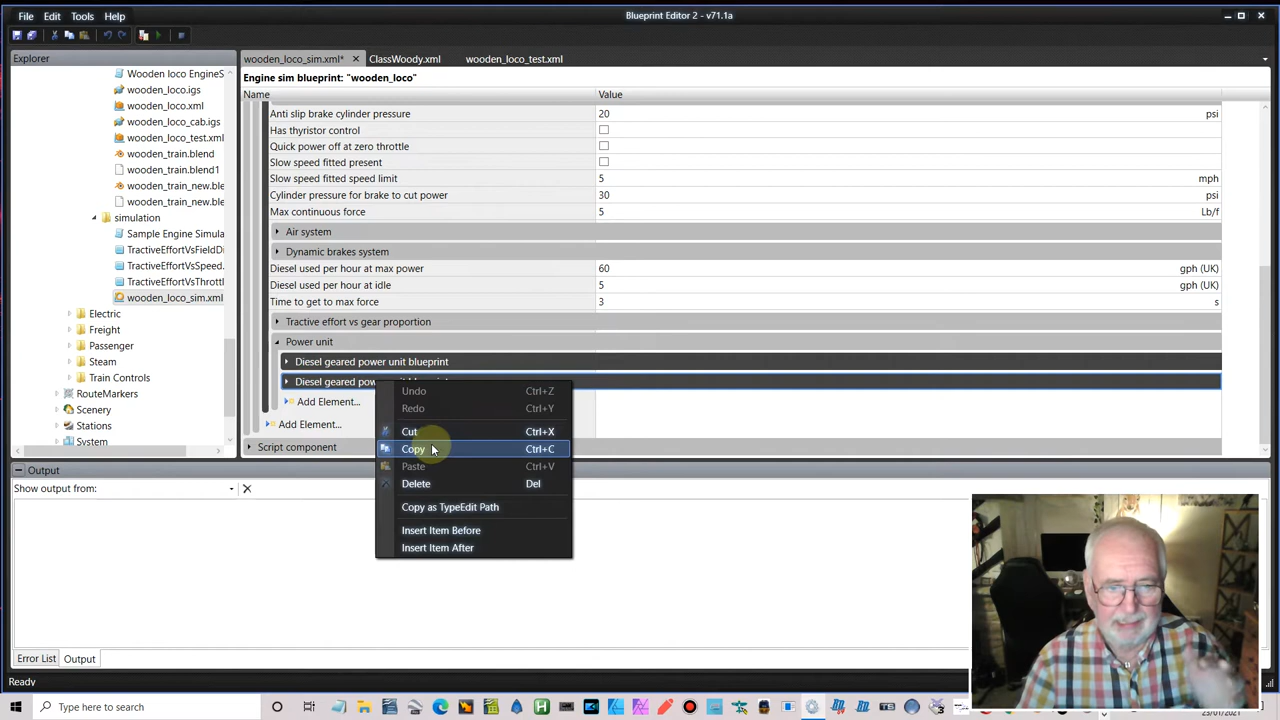 File Edit Tools Help
Blueprint Editor 2 - v71.1a
Explorer
wooden_loco_sim.xml*
ClassWoody.xml
wooden_loco_test.xml
Engine sim blueprint: "wooden_loco"
Name
Value
Wooden loco EngineS
wooden_loco.igs
wooden_loco.xml
wooden_loco_cab.igs
wooden_loco_test.xml
wooden_train.blend
wooden_train.blend1
wooden_train_new.ble
wooden_train_new.ble
simulation
Sample Engine Simula
TractiveEffortVsFieldDi
TractiveEffortVsSpeed.
TractiveEffortVsThrottl
wooden_loco_sim.xml
Electric
Freight
Passenger
Steam
Train Controls
RouteMarkers
Scenery
Stations
System
Anti slip brake cylinder pressure 20 psi
Has thyristor control
Quick power off at zero throttle
Slow speed fitted present
Slow speed fitted speed limit 5 mph
Cylinder pressure for brake to cut power 30 psi
Max continuous force 5 Lb/f
Air system
Dynamic brakes system
Diesel used per hour at max power 60 gph (UK)
Diesel used per hour at idle 5 gph (UK)
Time to get to max force 3 s
Tractive effort vs gear proportion
Power unit
Diesel geared power unit blueprint
Diesel geared pow
Add Element...
Add Element...
Script component
Undo Ctrl+Z
Redo Ctrl+Y
Cut Ctrl+X
Copy Ctrl+C
Paste Ctrl+V
Delete Del
Copy as TypeEdit Path
Insert Item Before
Insert Item After
Output
Show output from:
Error List
Output
Ready
Type here to search
23/01/2021